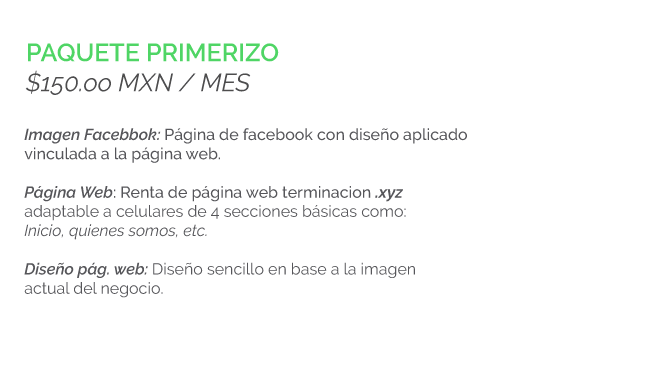 PAQUETE PRIMERIZO
$150.00 MXN / MES
Imagen Facebbok: Página de facebook con diseño aplicado
vinculada a la página web.
Página Web: Renta de página web terminacion .xyz
adaptable a celulares de 4 secciones básicas como:
Inicio, quienes somos, etc.
Diseño pág. web: Diseño sencillo en base a la imagen
actual del negocio.